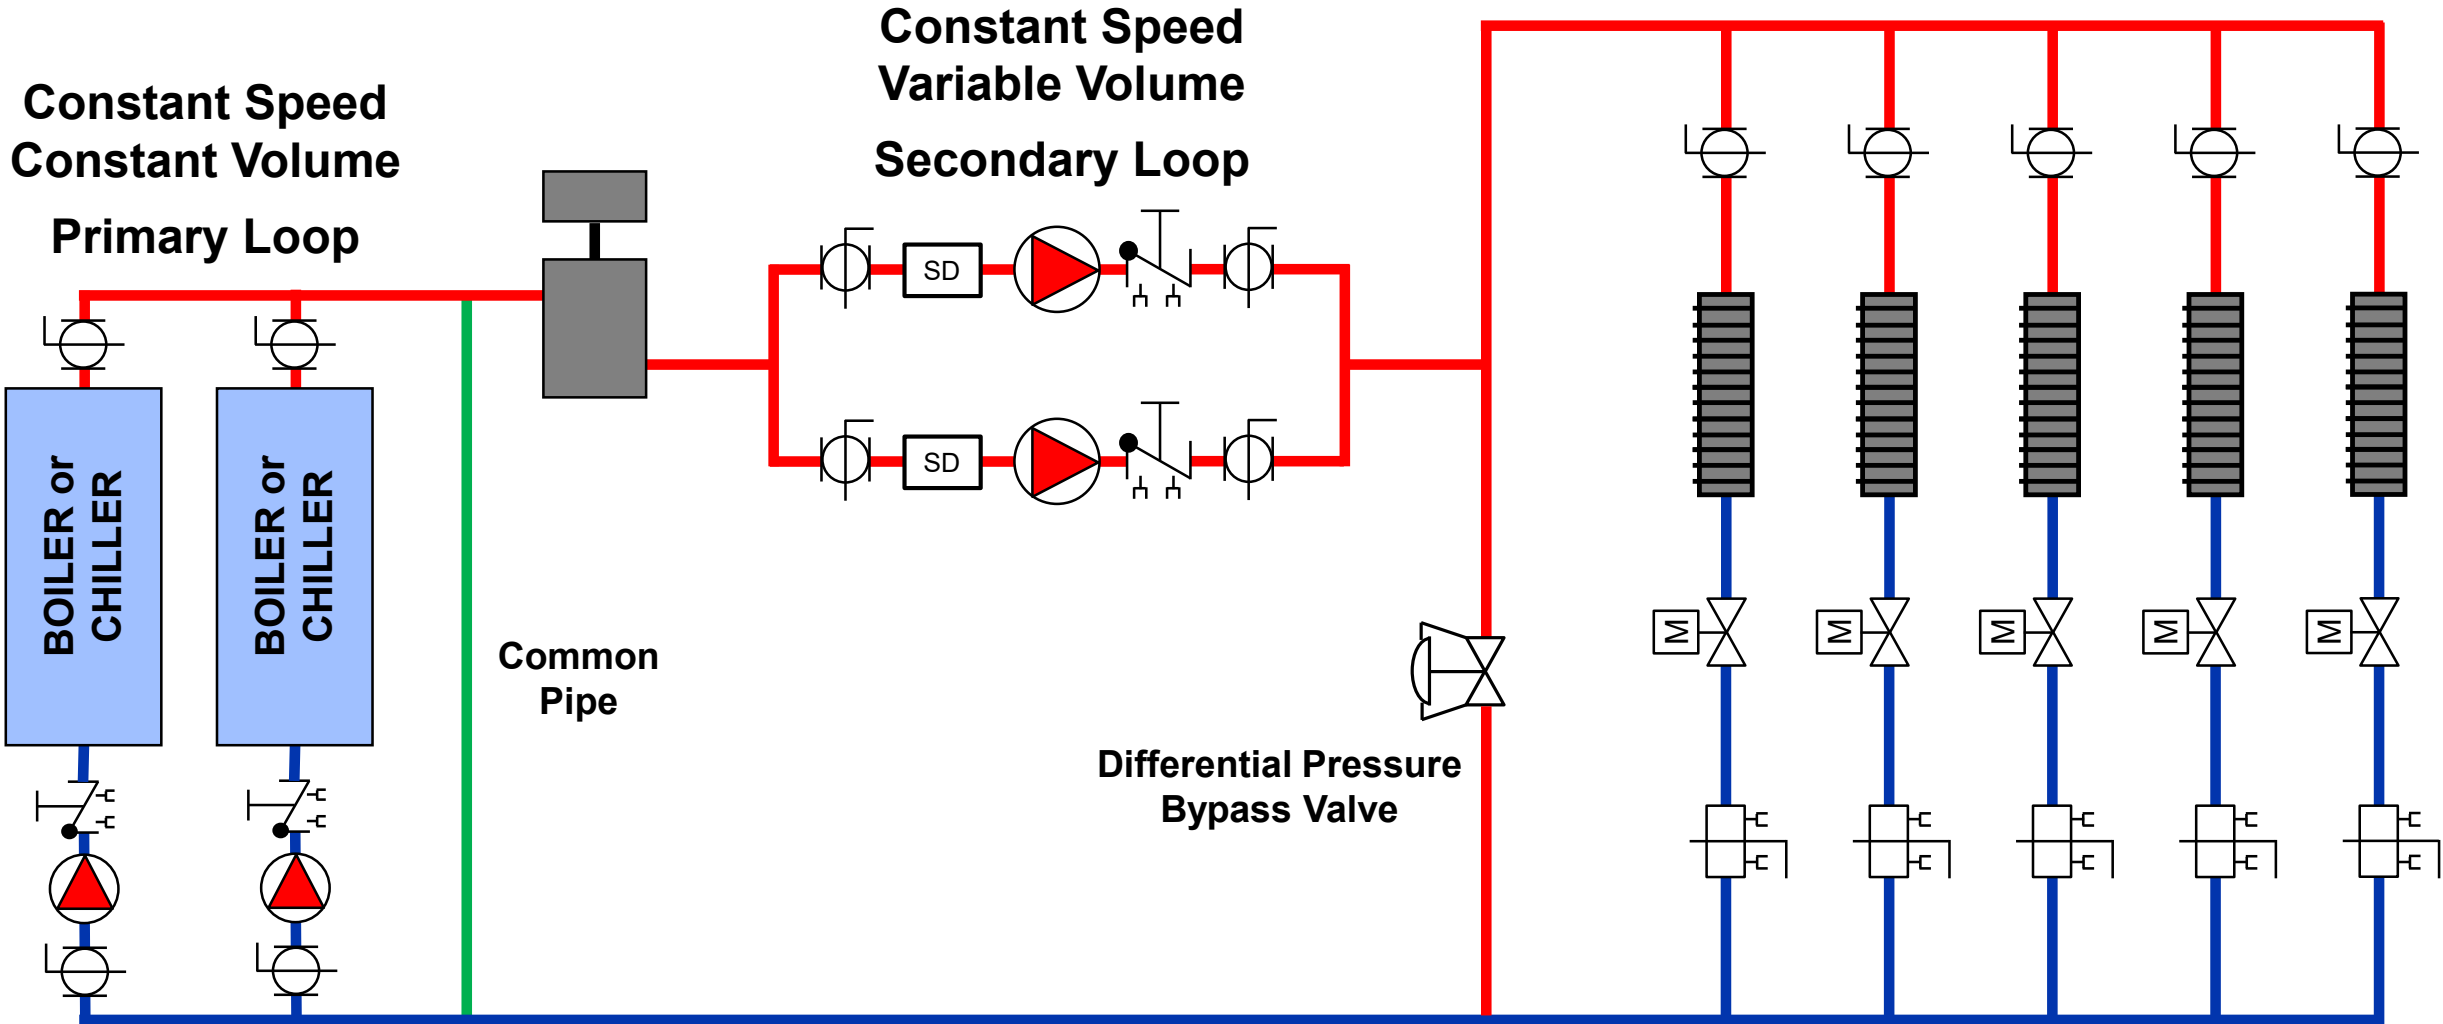 Constant Speed
Constant Volume
Primary Loop
Constant Speed
Variable Volume
Secondary Loop
SD
SD
BOILER or
CHILLER
BOILER or
CHILLER
Common
Pipe
Differential Pressure
Bypass Valve
M
M
M
M
M